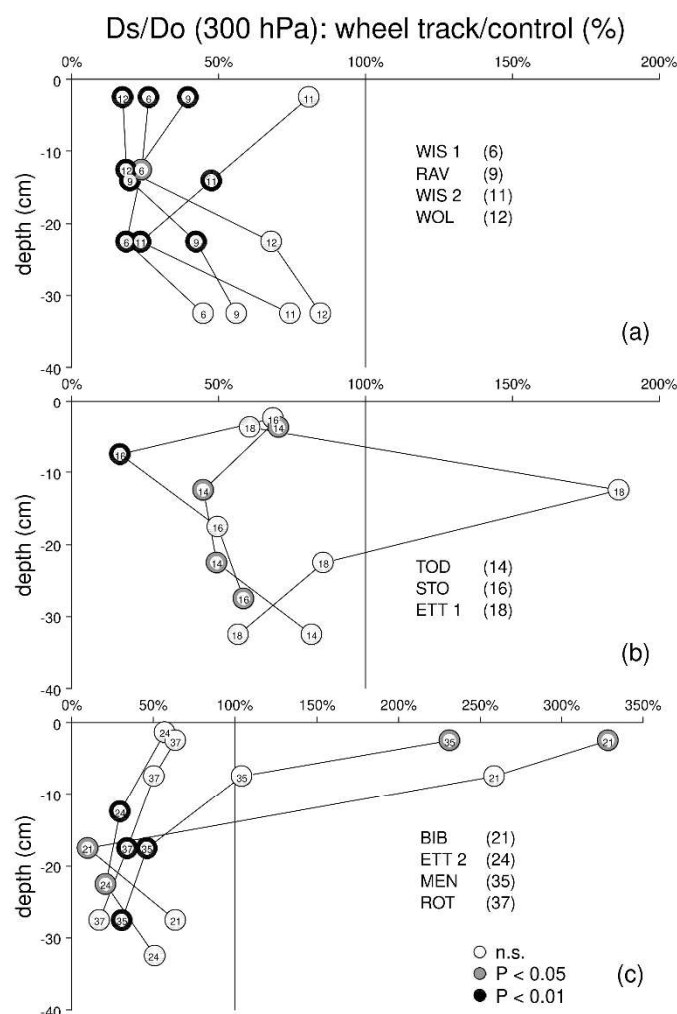 Ds/Do (300 hPa): wheel track/control (%)
0% 50% 100% 150% 200%
0
12 6 9 11
-10
12 6
9 11
WIS 1 (6)
RAV (9)
WIS 2 (11)
WOL (12)
depth (cm)
-20
6 11 9 12
-30
6 9 11 12
(a)
-40
0% 50% 100% 150% 200%
0
16
18 14
-10
14 18
16
depth (cm)
-20
14 18
16
TOD (14)
STO (16)
ETT 1 (18)
-30
18 14
(b)
-40
0% 50% 100% 150% 200% 250% 300% 350%
0
24
37 35 21
37 35 21
-10
24
21 37 35
BIB (21)
ETT 2 (24)
MEN (35)
ROT (37)
depth (cm)
-20
24
37 35 21
-30
24
n.s.
P < 0.05
P < 0.01
(c)
-40